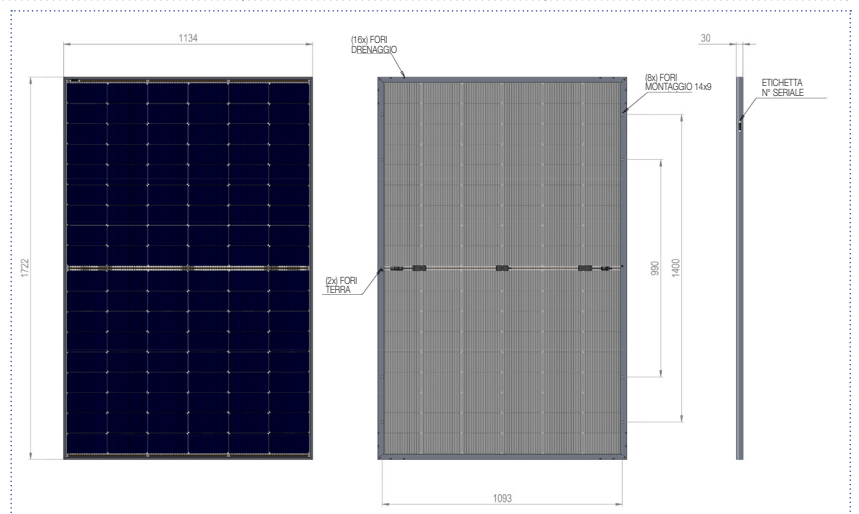 1134
1722
(16x) FORI
DRENAGGIO
(8x) FORI
MONTAGGIO 14x9
(2x) FORI
TERRA
990
1400
1093
30
ETICHETTA
N° SERIALE